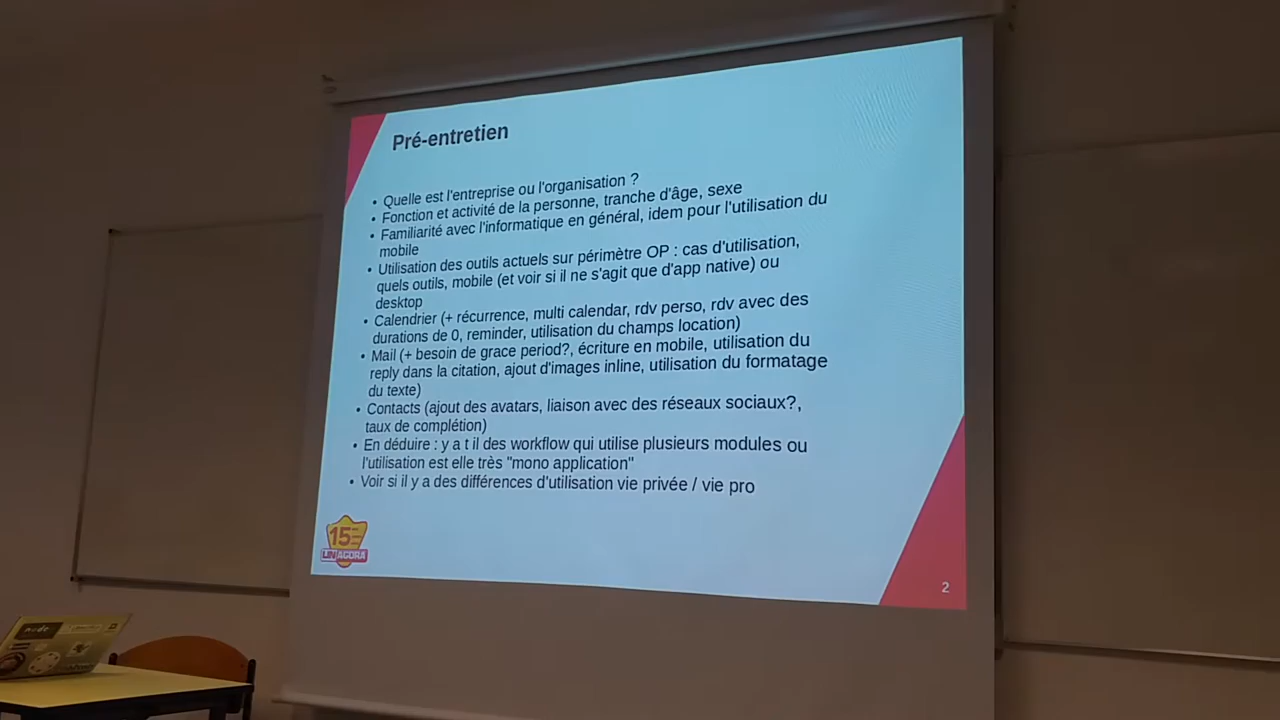 Pré-entretien
• Quelle est l'entreprise ou l'organisation ?
• Fonction et activité de la personne, tranche d'âge, sexe
• Familiarité avec l'informatique en général, idem pour l'utilisation du
mobile
• Utilisation des outils actuels sur périmètre OP : cas d'utilisation,
quels outils, mobile (et voir si il ne s'agit que d'app native) ou
desktop
• Calendrier (+ récurrence, multi calendar, rdv perso, rdv avec des
durations de 0, reminder, utilisation du champs location)
• Mail (+ besoin de grace period?, écriture en mobile, utilisation du
reply dans la citation, ajout d'images inline, utilisation du formatage
du texte)
• Contacts (ajout des avatars, liaison avec des réseaux sociaux?,
taux de complétion)
• En déduire : y a t il des workflow qui utilise plusieurs modules ou
l'utilisation est elle très "mono application"
• Voir si il y a des différences d'utilisation vie privée / vie pro
15
LINAGORA
2